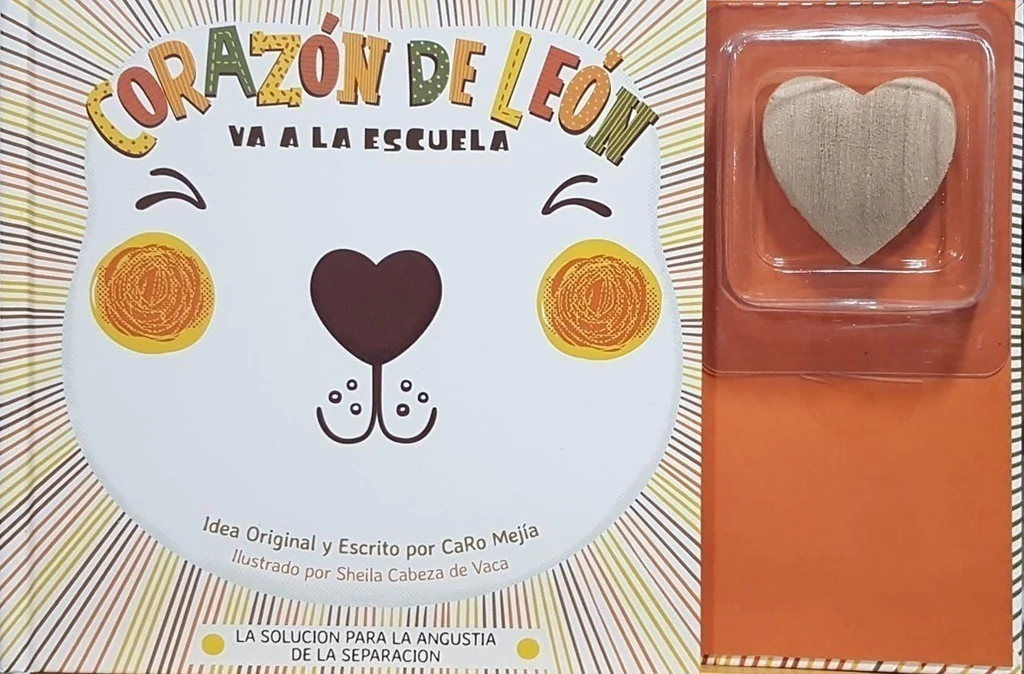 CORAZÓN DE LEÓN
VA A LA ESCUELA
Idea Original y Escrito por CaRo Mejía
Ilustrado por Sheila Cabeza de Vaca
LA SOLUCION PARA LA ANGUSTIA
DE LA SEPARACION